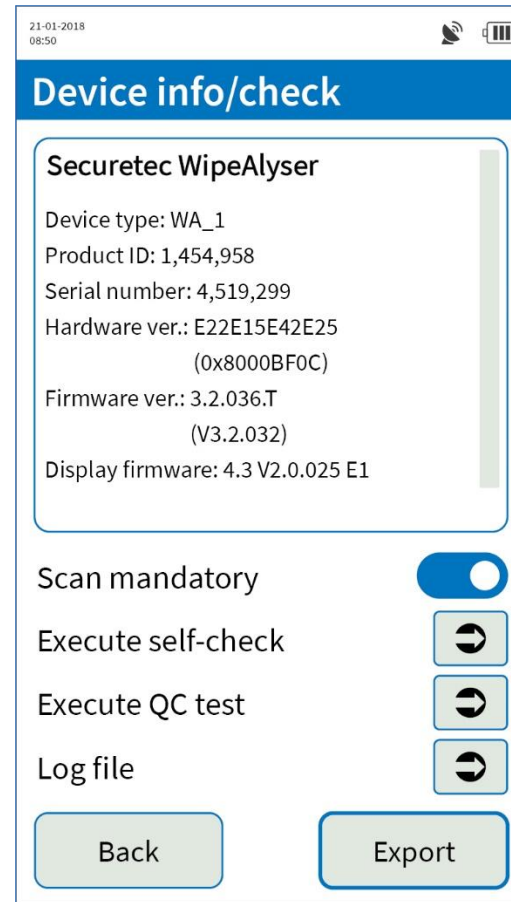 21-01-2018
08:50
Device info/check
Securetec WipeAlyser
Device type: WA_1
Product ID: 1,454,958
Serial number: 4,519,299
Hardware ver.: E22E15E42E25
(0x8000BF0C)
Firmware ver.: 3.2.036.T
(V3.2.032)
Display firmware: 4.3 V2.0.025 E1
Scan mandatory
Execute self-check
Execute QC test
Log file
Back
Export